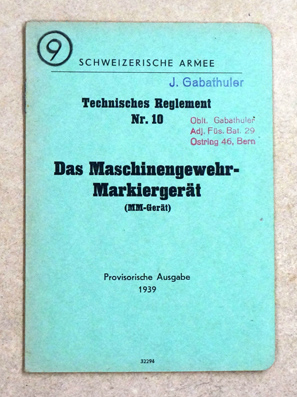 9
SCHWEIZERISCHE ARMEE
J. Gabathuler
Technisches Reglement
Nr. 10
Oblt. Gabathuler
Adj. Füs. Bat. 29
Ostring 46, Bern
Das Maschinengewehr-
Markiergerät
(MM-Gerät)
Provisorische Ausgabe
1939
32298